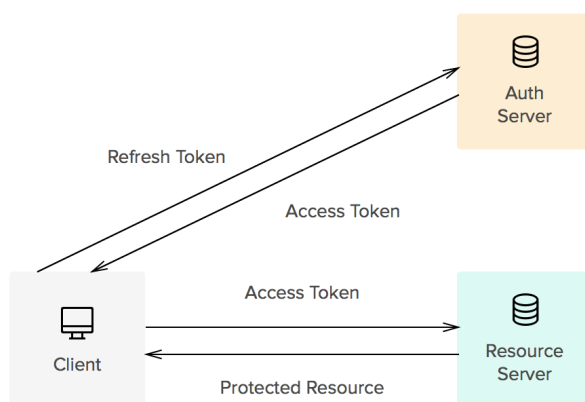 Auth
Server
Refresh Token
Access Token
Access Token
Client
Resource
Server
Protected Resource